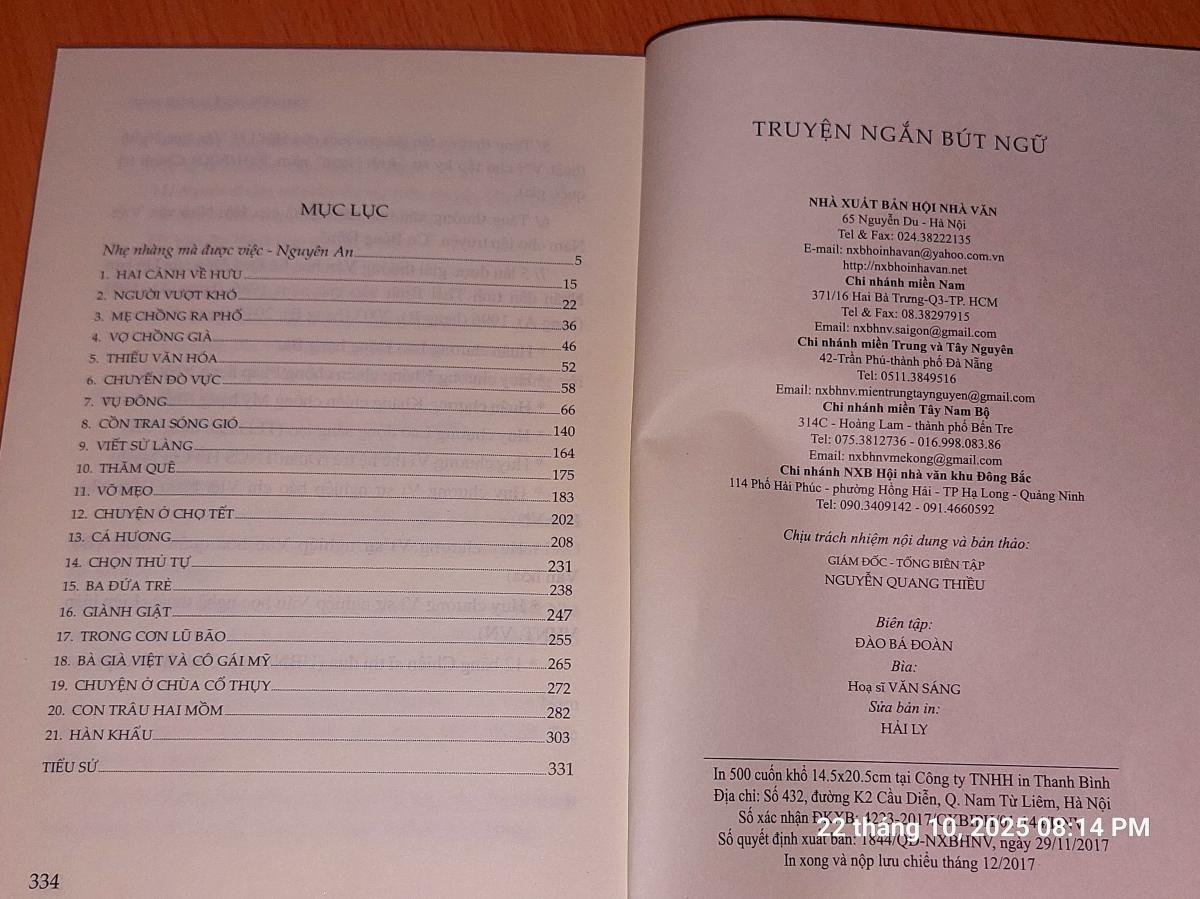 MỤC LỤC
Nhẹ nhàng mà được việc - Nguyên An 5
1. HAI CẢNH VỀ HƯU 15
2. NGƯỜI VƯỢT KHÓ 22
3. MẸ CHỒNG RA PHỐ 36
4. VỢ CHỒNG GIÀ 46
5. THIẾU VĂN HÓA 52
6. CHUYẾN ĐÒ VỰC 58
7. VỤ ĐÔNG 66
8. CỒN TRAI SÓNG GIÓ 140
9. VIẾT SỬ LÀNG 164
10. THĂM QUÊ 175
11. VÕ MẸO 183
12. CHUYỆN Ở CHỢ TẾT 202
13. CÁ HƯƠNG 208
14. CHỌN THỦ TỰ 231
15. BA ĐỨA TRẺ 238
16. GIÀNH GIẬT 247
17. TRONG CƠN LŨ BÃO 255
18. BÀ GIÀ VIỆT VÀ CÔ GÁI MỸ 265
19. CHUYỆN Ở CHÙA CỔ THỤY 272
20. CON TRÂU HAI MỒM 282
21. HÀN KHẨU 303
TIỂU SỬ 331
334
TRUYỆN NGẮN BÚT NGỮ
NHÀ XUẤT BẢN HỘI NHÀ VĂN
65 Nguyễn Du - Hà Nội
Tel & Fax: 024.38222135
E-mail: nxbhoinhavan@yahoo.com.vn
http://nxbhoinhavan.net
Chi nhánh miền Nam
371/16 Hai Bà Trưng-Q3-TP. HCM
Tel & Fax: 08.38297915
Email: nxbhnv.saigon@gmail.com
Chi nhánh miền Trung và Tây Nguyên
42-Trần Phú-thành phố Đà Nẵng
Tel: 0511.3849516
Email: nxbhnv.mientrungtaynguyen@gmail.com
Chi nhánh miền Tây Nam Bộ
314C - Hoàng Lam - thành phố Bến Tre
Tel: 075.3812736 - 016.998.083.86
Email: nxbhnvmekong@gmail.com
Chi nhánh NXB Hội nhà văn khu Đông Bắc
114 Phố Hải Phúc - phường Hồng Hải - TP Hạ Long - Quảng Ninh
Tel: 090.3409142 - 091.4660592
Chịu trách nhiệm nội dung và bản thảo:
GIÁM ĐỐC - TỔNG BIÊN TẬP
NGUYỄN QUANG THIỀU
Biên tập:
ĐÀO BÁ ĐOÀN
Bìa:
Hoạ sĩ VĂN SÁNG
Sửa bản in:
HẢI LY
In 500 cuốn khổ 14.5x20.5cm tại Công ty TNHH in Thanh Bình
Địa chỉ: Số 432, đường K2 Cầu Diễn, Q. Nam Từ Liêm, Hà Nội
Số xác nhận ĐKXB: 4223-2017/
22 tháng 10, 2025 08:14 PM
Số quyết định xuất bản: 1844/QĐ-NXBHNV, ngày 29/11/2017
In xong và nộp lưu chiểu tháng 12/2017